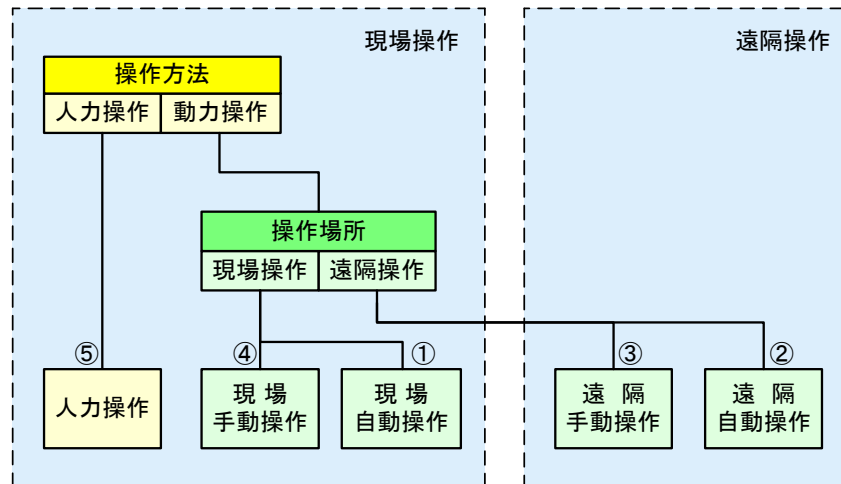 現場操作
遠隔操作
操作方法
人力操作
動力操作
操作場所
現場操作
遠隔操作
⑤
④
①
③
②
人力操作
現場
手動操作
現場
自動操作
遠隔
手動操作
遠隔
自動操作